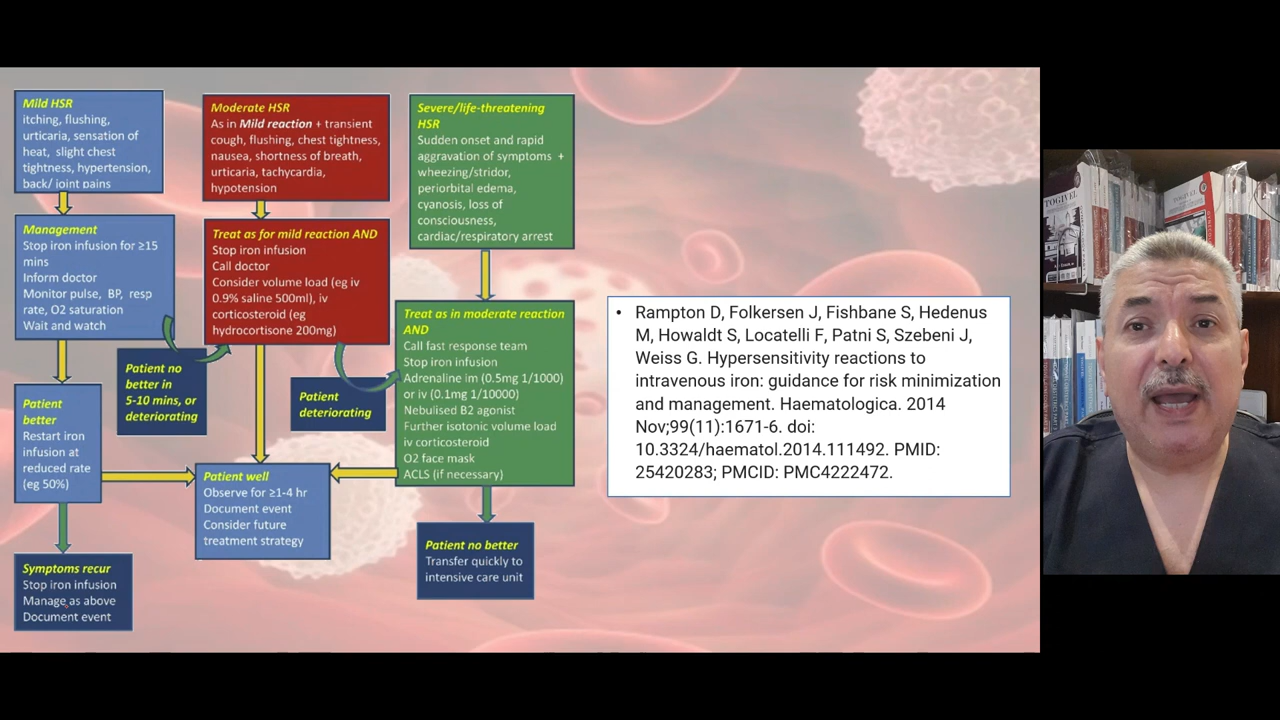 Mild HSR
itching, flushing,
urticaria, sensation of
heat, slight chest
tightness, hypertension,
back/ joint pains
Management
Stop iron infusion for ≥15
mins
Inform doctor
Monitor pulse, BP, resp
rate, O2 saturation
Wait and watch
Patient no
better in
5-10 mins, or
deteriorating
Patient
better
Restart iron
infusion at
reduced rate
(eg 50%)
Symptoms recur
Stop iron infusion
Manage as above
Document event
Moderate HSR
As in Mild reaction + transient
cough, flushing, chest tightness,
nausea, shortness of breath,
urticaria, tachycardia,
hypotension
Treat as for mild reaction AND
Stop iron infusion
Call doctor
Consider volume load (eg iv
0.9% saline 500ml), iv
corticosteroid (eg
hydrocortisone 200mg)
Patient
deteriorating
Patient well
Observe for ≥1-4 hr
Document event
Consider future
treatment strategy
Severe/life-threatening
HSR
Sudden onset and rapid
aggravation of symptoms +
wheezing/stridor,
periorbital edema,
cyanosis, loss of
consciousness,
cardiac/respiratory arrest
Treat as in moderate reaction
AND
Call fast response team
Stop iron infusion
Adrenaline im (0.5mg 1/1000)
or iv (0.1mg 1/10000)
Nebulised B2 agonist
Further isotonic volume load
iv corticosteroid
O2 face mask
ACLS (if necessary)
Patient no better
Transfer quickly to
intensive care unit
• Rampton D, Folkersen J, Fishbane S, Hedenus
M, Howaldt S, Locatelli F, Patni S, Szebeni J,
Weiss G. Hypersensitivity reactions to
intravenous iron: guidance for risk minimization
and management. Haematologica. 2014
Nov;99(11):1671-6. doi:
10.3324/haematol.2014.111492. PMID:
25420283; PMCID: PMC4222472.